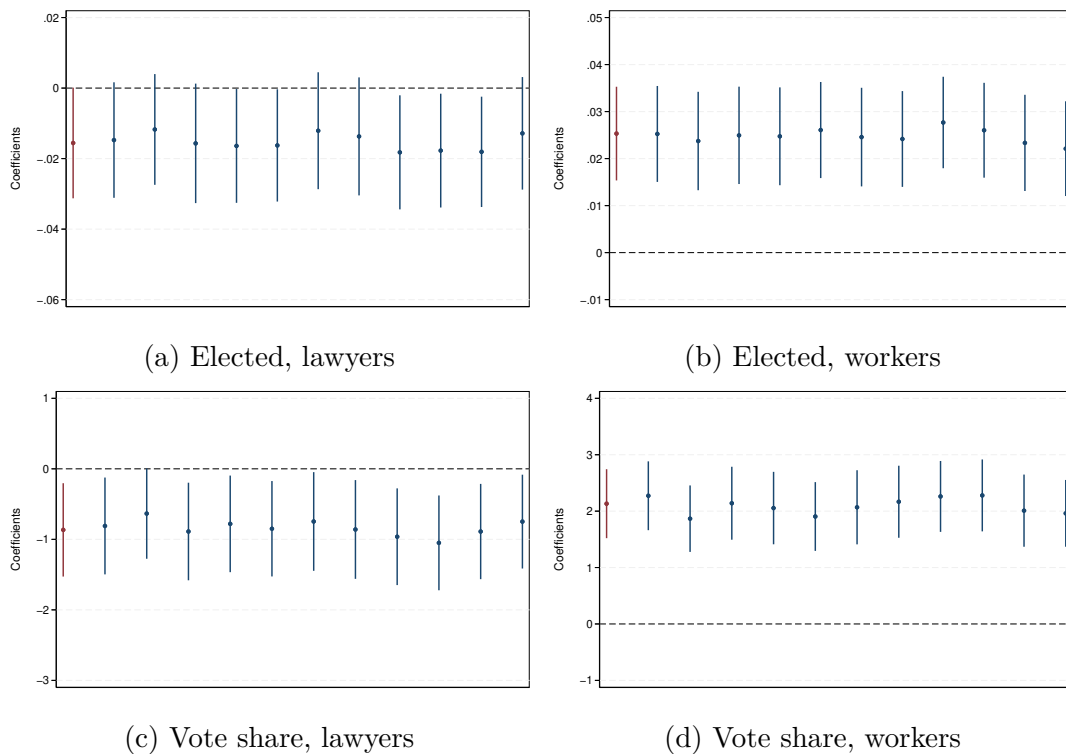 .02
0
−.02
−.04
−.06
Coefficients
(a) Elected, lawyers
.05
.04
.03
.02
.01
0
−.01
Coefficients
(b) Elected, workers
1
0
−1
−2
−3
Coefficients
(c) Vote share, lawyers
4
3
2
1
0
−1
Coefficients
(d) Vote share, workers